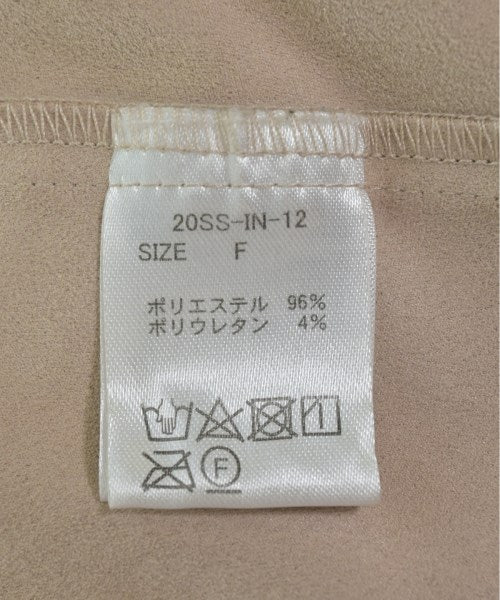 20SS-IN-12
SIZE F
ポリエステル 96%
ポリウレタン 4%
F